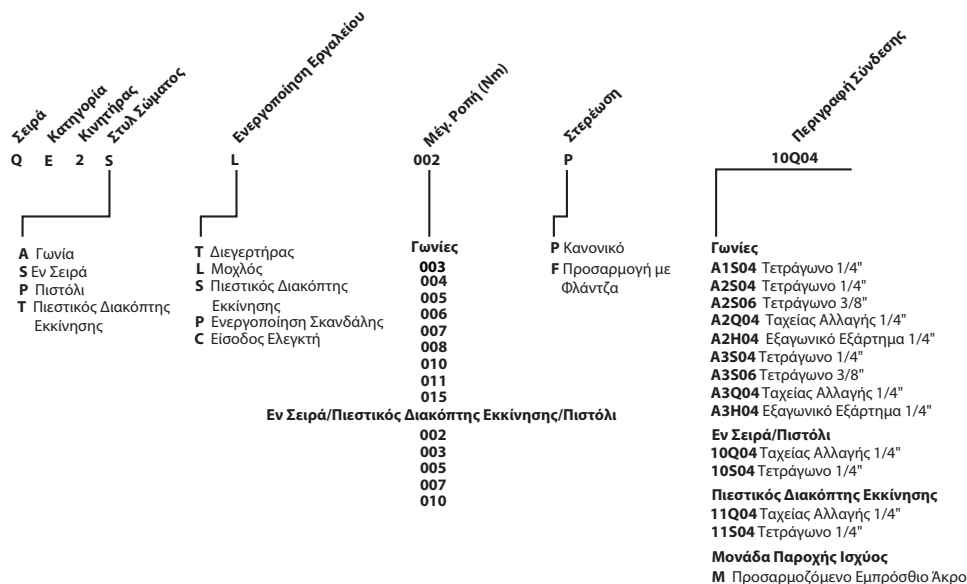 Σειρά
Κατηγορία
Κινητήρας
Στυλ Σώματος
Ενεργοποίηση Εργαλείου
Μέγ. Ροπή (Nm)
Στερέωση
Περιγραφή Σύνδεσης
Q E 2 S L 002 P 10Q04
A Γωνία
S Εν Σειρά
P Πιστόλι
T Πιεστικός Διακόπτης
Εκκίνησης
T Διεγερτήρας
L Μοχλός
S Πιεστικός Διακόπτης
Εκκίνησης
P Ενεργοποίηση Σκανδάλης
C Είσοδος Ελεγκτή
Γωνίες
003
004
005
006
007
008
010
011
015
Εν Σειρά/Πιεστικός Διακόπτης Εκκίνησης/Πιστόλι
002
003
005
007
010
P Κανονικό
F Προσαρμογή με
Φλάντζα
Γωνίες
A1S04 Τετράγωνο 1/4"
A2S04 Τετράγωνο 1/4"
A2S06 Τετράγωνο 3/8"
A2Q04 Ταχείας Αλλαγής 1/4"
A2H04 Εξαγωνικό Εξάρτημα 1/4"
A3S04 Τετράγωνο 1/4"
A3S06 Τετράγωνο 3/8"
A3Q04 Ταχείας Αλλαγής 1/4"
A3H04 Εξαγωνικό Εξάρτημα 1/4"
Εν Σειρά/Πιστόλι
10Q04 Ταχείας Αλλαγής 1/4"
10S04 Τετράγωνο 1/4"
Πιεστικός Διακόπτης Εκκίνησης
11Q04 Ταχείας Αλλαγής 1/4"
11S04 Τετράγωνο 1/4"
Μονάδα Παροχής Ισχύος
M Προσαρμοζόμενο Εμπρόσθιο Άκρο